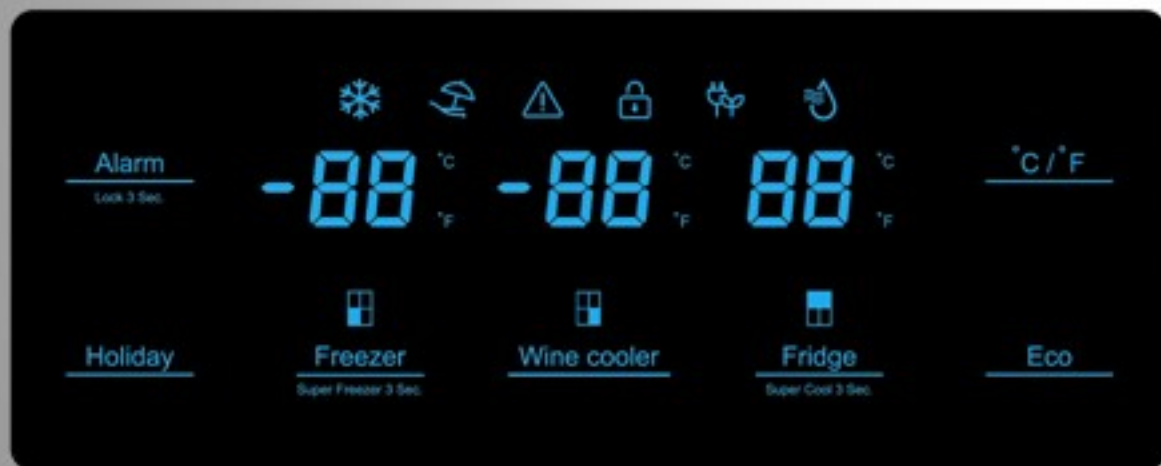 Alarm
Lock 3 Sec.
-88 °C °F
-88 °C °F
88 °C °F
°C / °F
Holiday
Freezer
Super Freezer 3 Sec.
Wine cooler
Fridge
Super Cool 3 Sec.
Eco